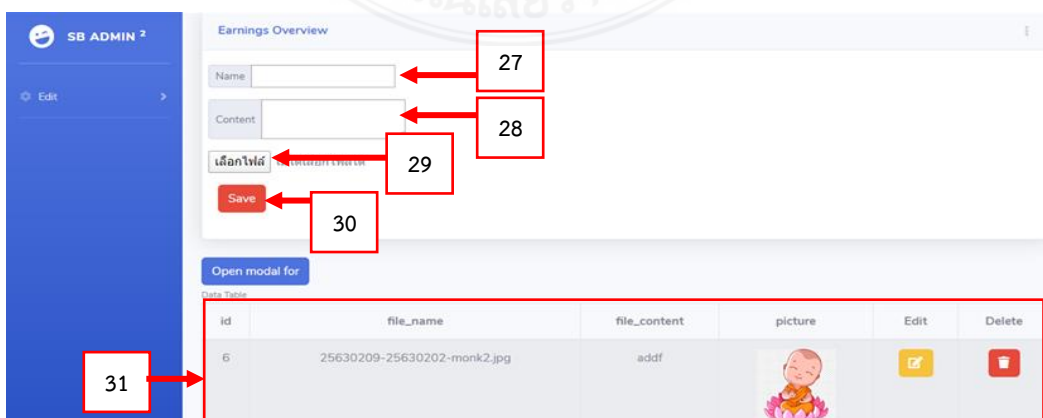 SB ADMIN 2
Edit
Earnings Overview
27
Name
Content
28
เลือกไฟล์
29
Save
30
Open modal for
Data Table
id file_name file_content picture Edit Delete
6 25630209-25630202-monk2.jpg addf
31